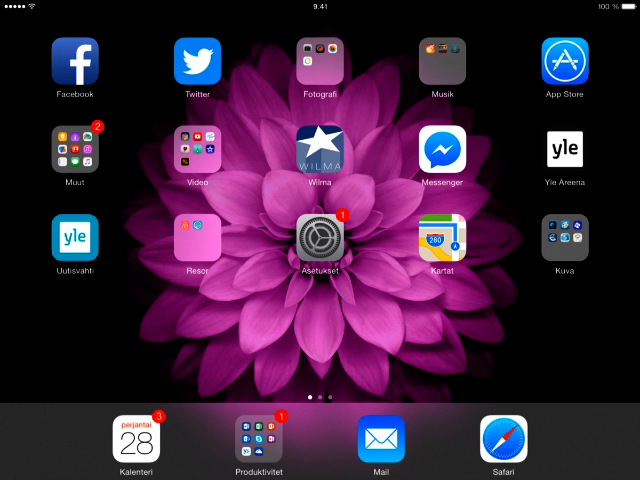 9.41
100 %
Facebook
Twitter
Fotografi
Musik
App Store
2
Muut
Video
WILMA
Wilma
Messenger
yle
Yle Areena
yle
Uutisvahti
Resor
1
Asetukset
280
Kartat
Kuva
perjantai
28
3
Kalenteri
1
Produktivitet
Mail
Safari